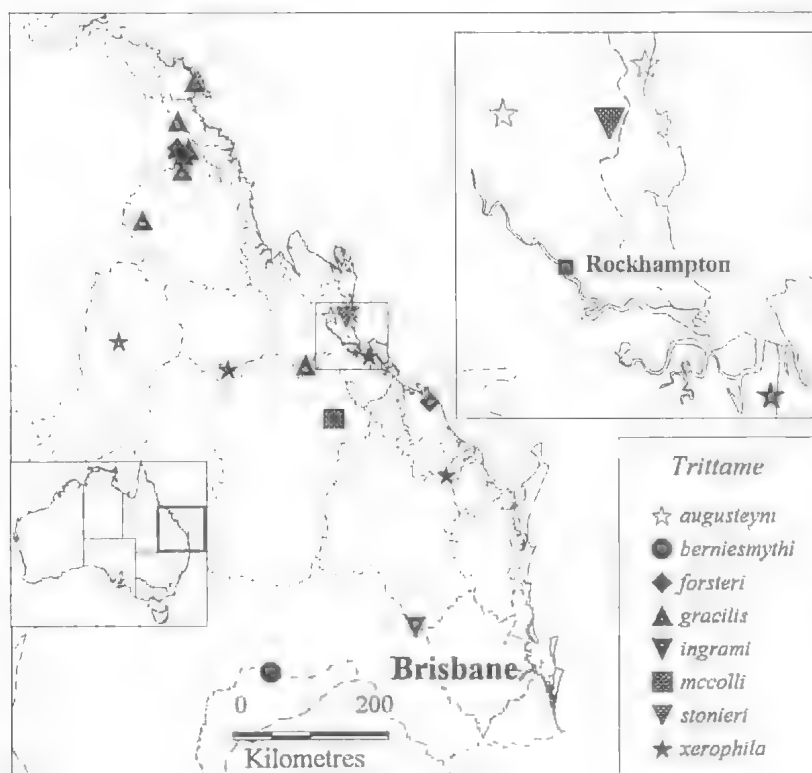 Rockhampton
Trittame
augusteyni
berniesmythi
forsteri
gracilis
ingrami
mccolli
stonieri
xerophila
Brisbane
0 200
Kilometres